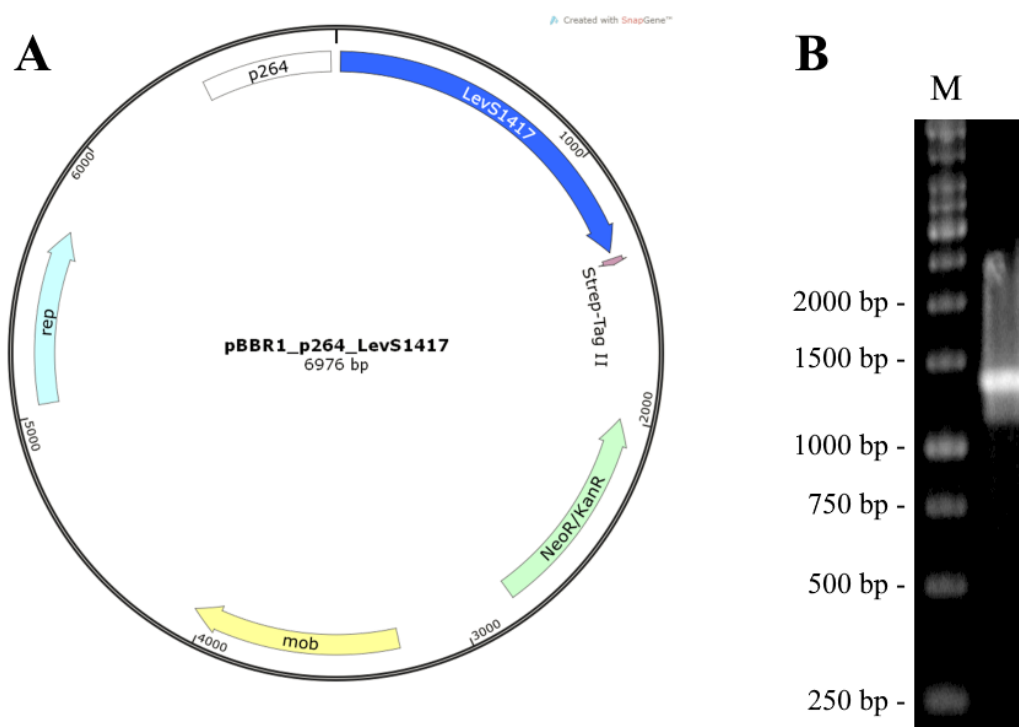 Created with SnapGene™
A
B
p264
LevS1417
1000
6000
M
Strep-Tag II
rep
2000 bp -
pBBR1_p264_LevS1417
6976 bp
1500 bp -
2000
5000
1000 bp -
NeoR/KanR
750 bp -
500 bp -
3000
mob
4000
250 bp -